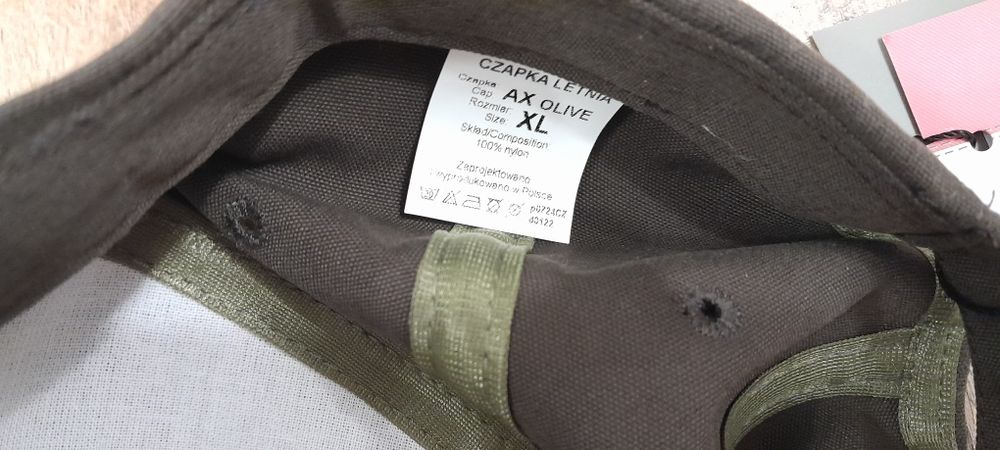 CZAPKA LETNIA
Czapka
Cap: AX OLIVE
Rozmiar:
Size: XL
Skład/Composition:
100% nylon
Zaprojektowano
i wyprodukowano w Polsce